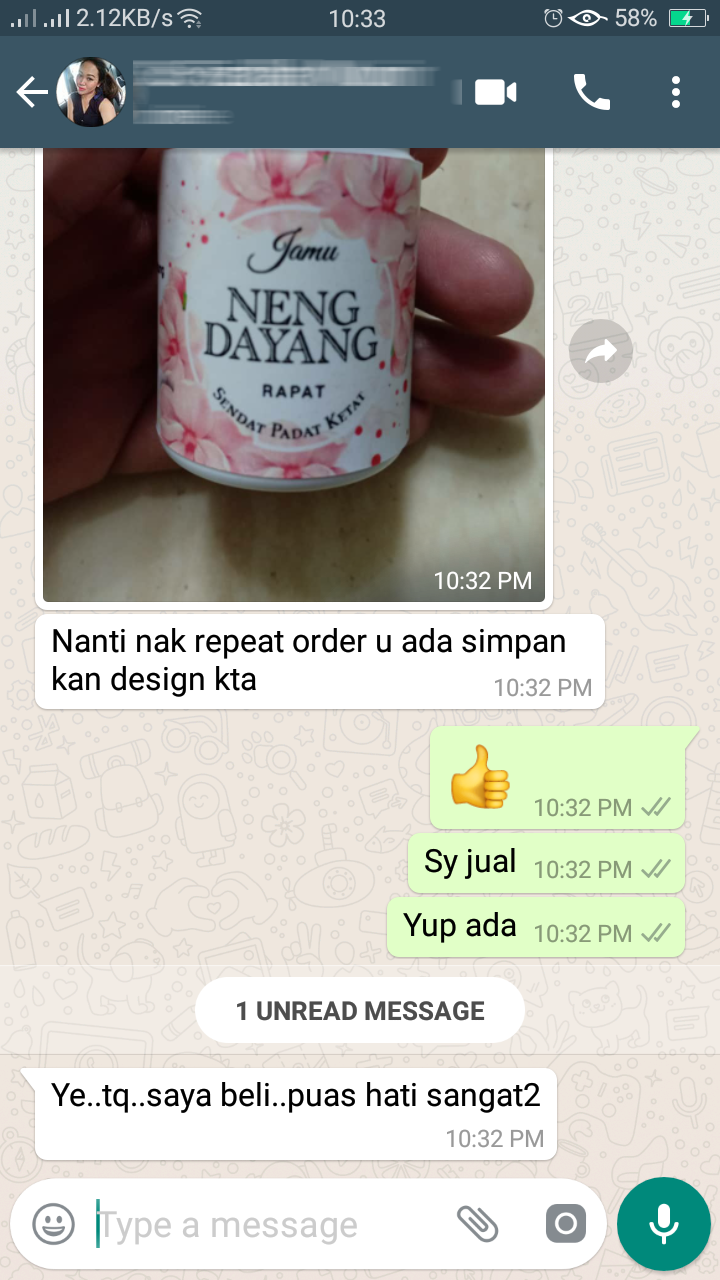 2.12KB/s
10:33
58%
Jamu
NENG
DAYANG
RAPAT
SENDAT PADAT KETAT
24
10:32 PM
Nanti nak repeat order u ada simpan
kan design kta
10:32 PM
10:32 PM
Sy jual
10:32 PM
Yup ada
10:32 PM
1 UNREAD MESSAGE
Ye..tq..saya beli..puas hati sangat2
10:32 PM
Type a message